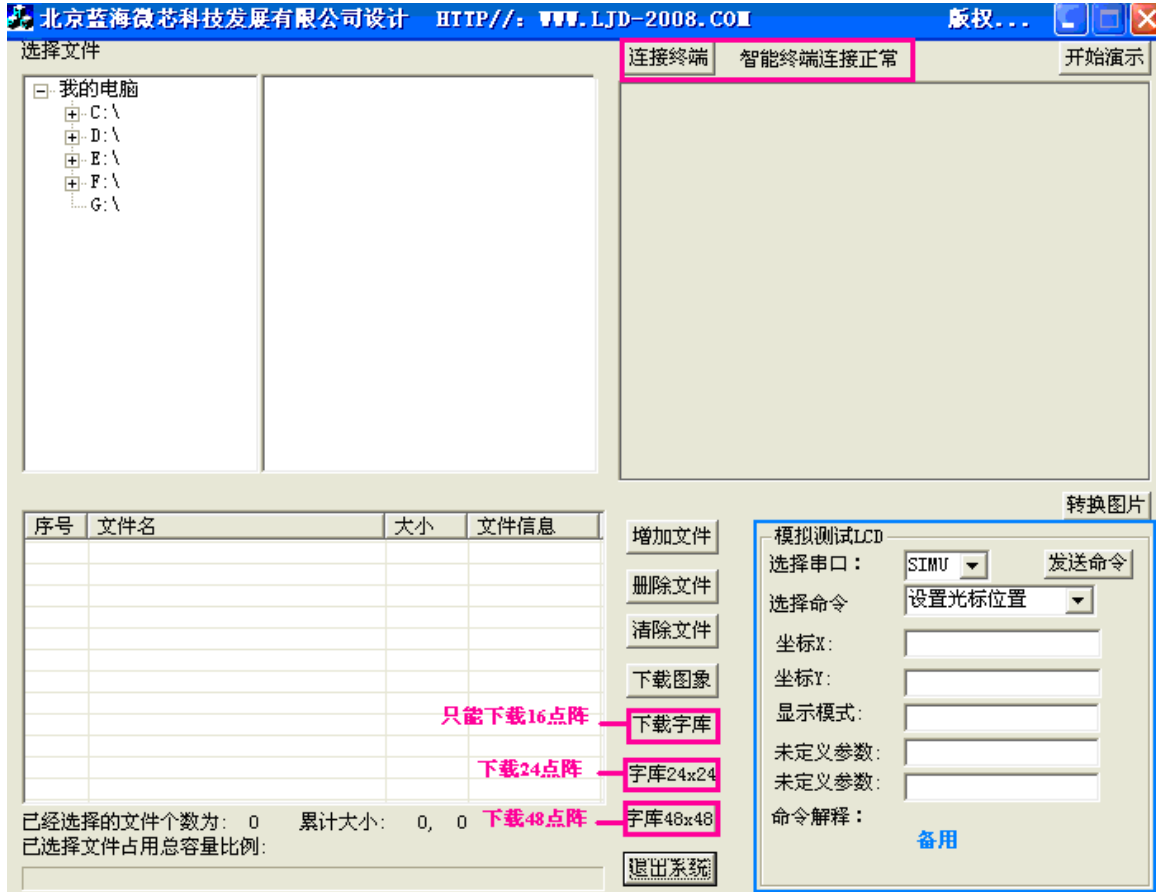 北京蓝海微芯科技发展有限公司设计 HTTP//: WWW.LJD-2008.COM 版权...
选择文件
连接终端 智能终端连接正常 开始演示
我的电脑
C:\
D:\
E:\
F:\
G:\
转换图片
序号 文件名 大小 文件信息
增加文件
删除文件
清除文件
下载图象
只能下载16点阵 下载字库
下载24点阵 字库24x24
下载48点阵 字库48x48
退出系统
模拟测试LCD
选择串口： SIMU 发送命令
选择命令 设置光标位置
坐标X:
坐标Y:
显示模式:
未定义参数:
未定义参数:
命令解释：
备用
已经选择的文件个数为: 0 累计大小: 0, 0
已选择文件占用总容量比例: